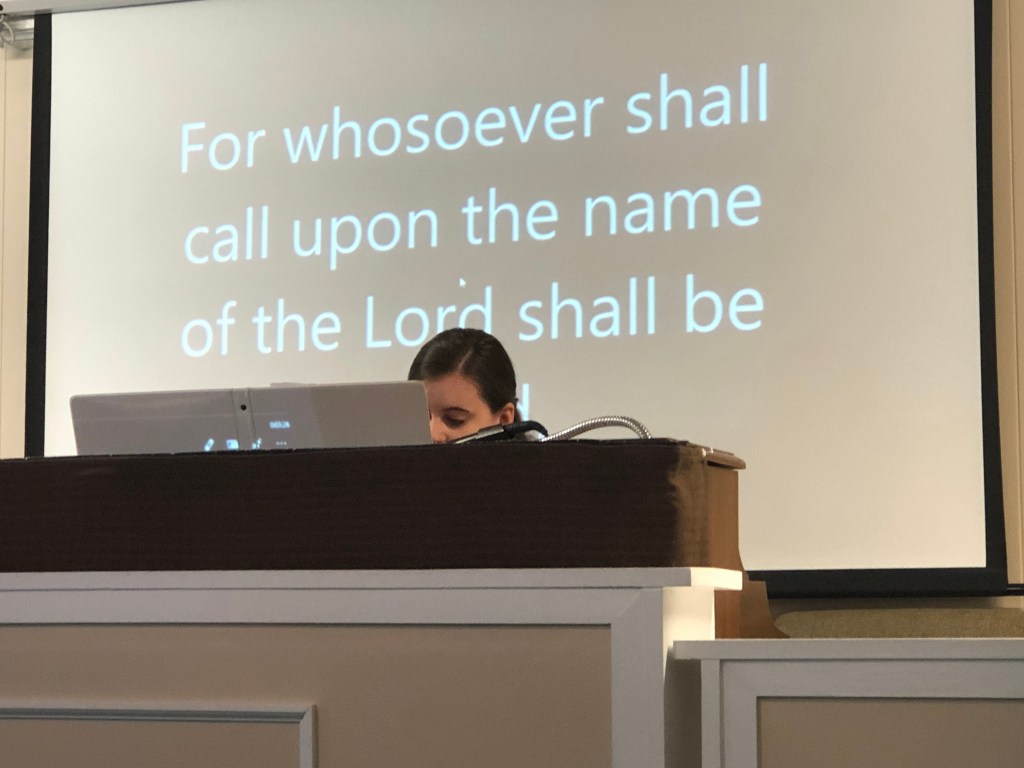 For whosoever shall
call upon the name
of the Lord shall be